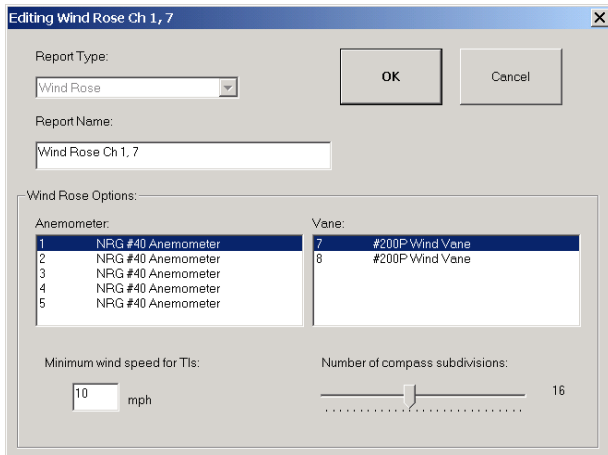 Editing Wind Rose Ch 1, 7
Report Type:
Wind Rose
OK
Cancel
Report Name:
Wind Rose Ch 1, 7
Wind Rose Options:
Anemometer:
1 NRG #40 Anemometer
2 NRG #40 Anemometer
3 NRG #40 Anemometer
4 NRG #40 Anemometer
5 NRG #40 Anemometer
Vane:
7 #200P Wind Vane
8 #200P Wind Vane
Minimum wind speed for TIs:
10 mph
Number of compass subdivisions:
16